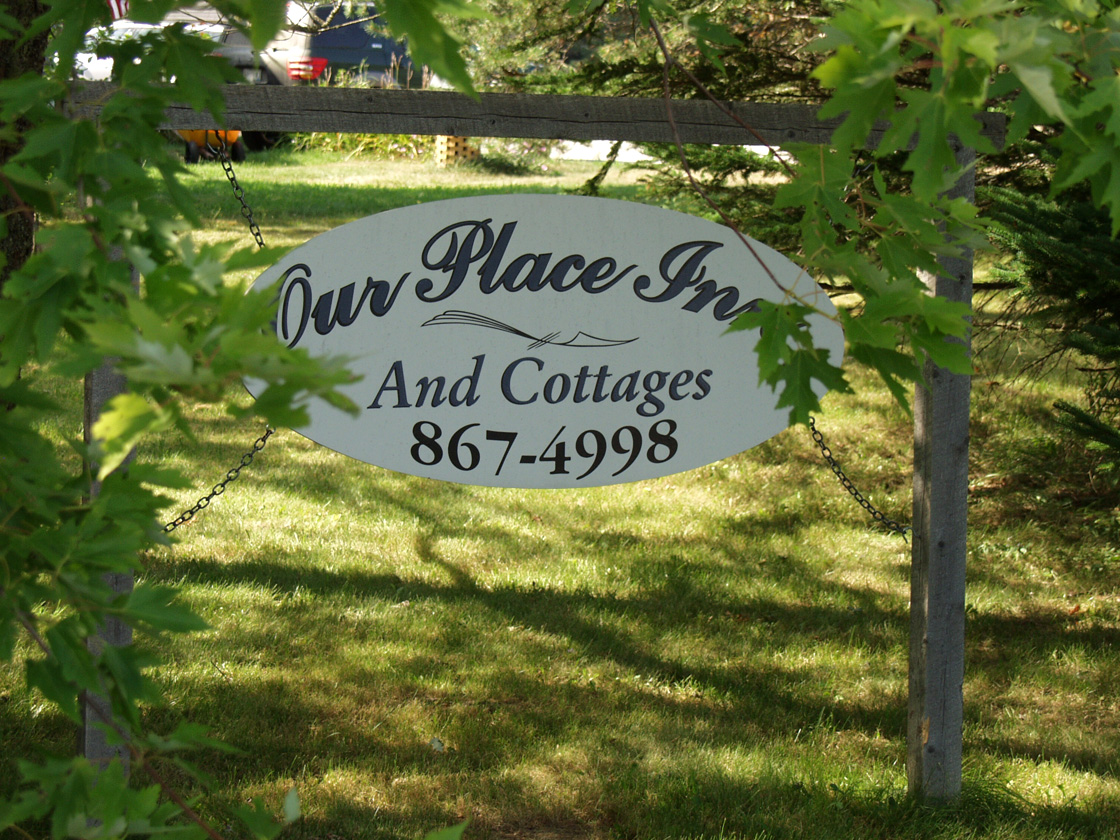 Our Place Inn
And Cottages
867-4998